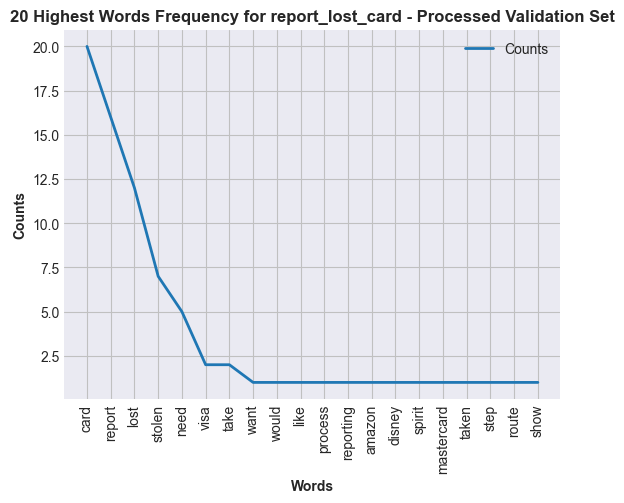 20 Highest Words Frequency for report_lost_card - Processed Validation Set
Counts
20.0
17.5
15.0
12.5
10.0
7.5
5.0
2.5
Counts
card
report
lost
stolen
need
visa
take
want
would
like
process
reporting
amazon
disney
spirit
mastercard
taken
step
route
show
Words